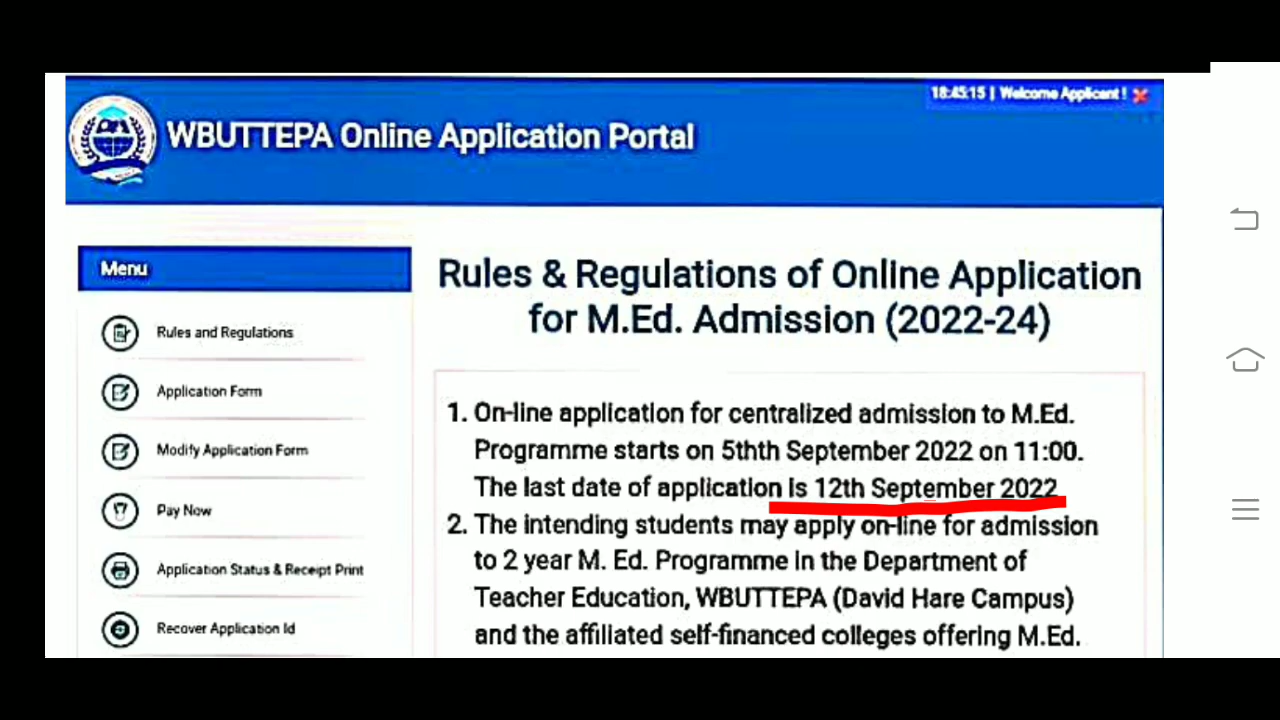 18:45:15 | Welcome Applicant !
WBUTTEPA Online Application Portal
Menu
Rules and Regulations
Application Form
Modify Application Form
Pay Now
Application Status & Receipt Print
Recover Application Id
Rules & Regulations of Online Application
for M.Ed. Admission (2022-24)
1. On-line application for centralized admission to M.Ed.
Programme starts on 5thth September 2022 on 11:00.
The last date of application is 12th September 2022
2. The intending students may apply on-line for admission
to 2 year M. Ed. Programme in the Department of
Teacher Education, WBUTTEPA (David Hare Campus)
and the affiliated self-financed colleges offering M.Ed.